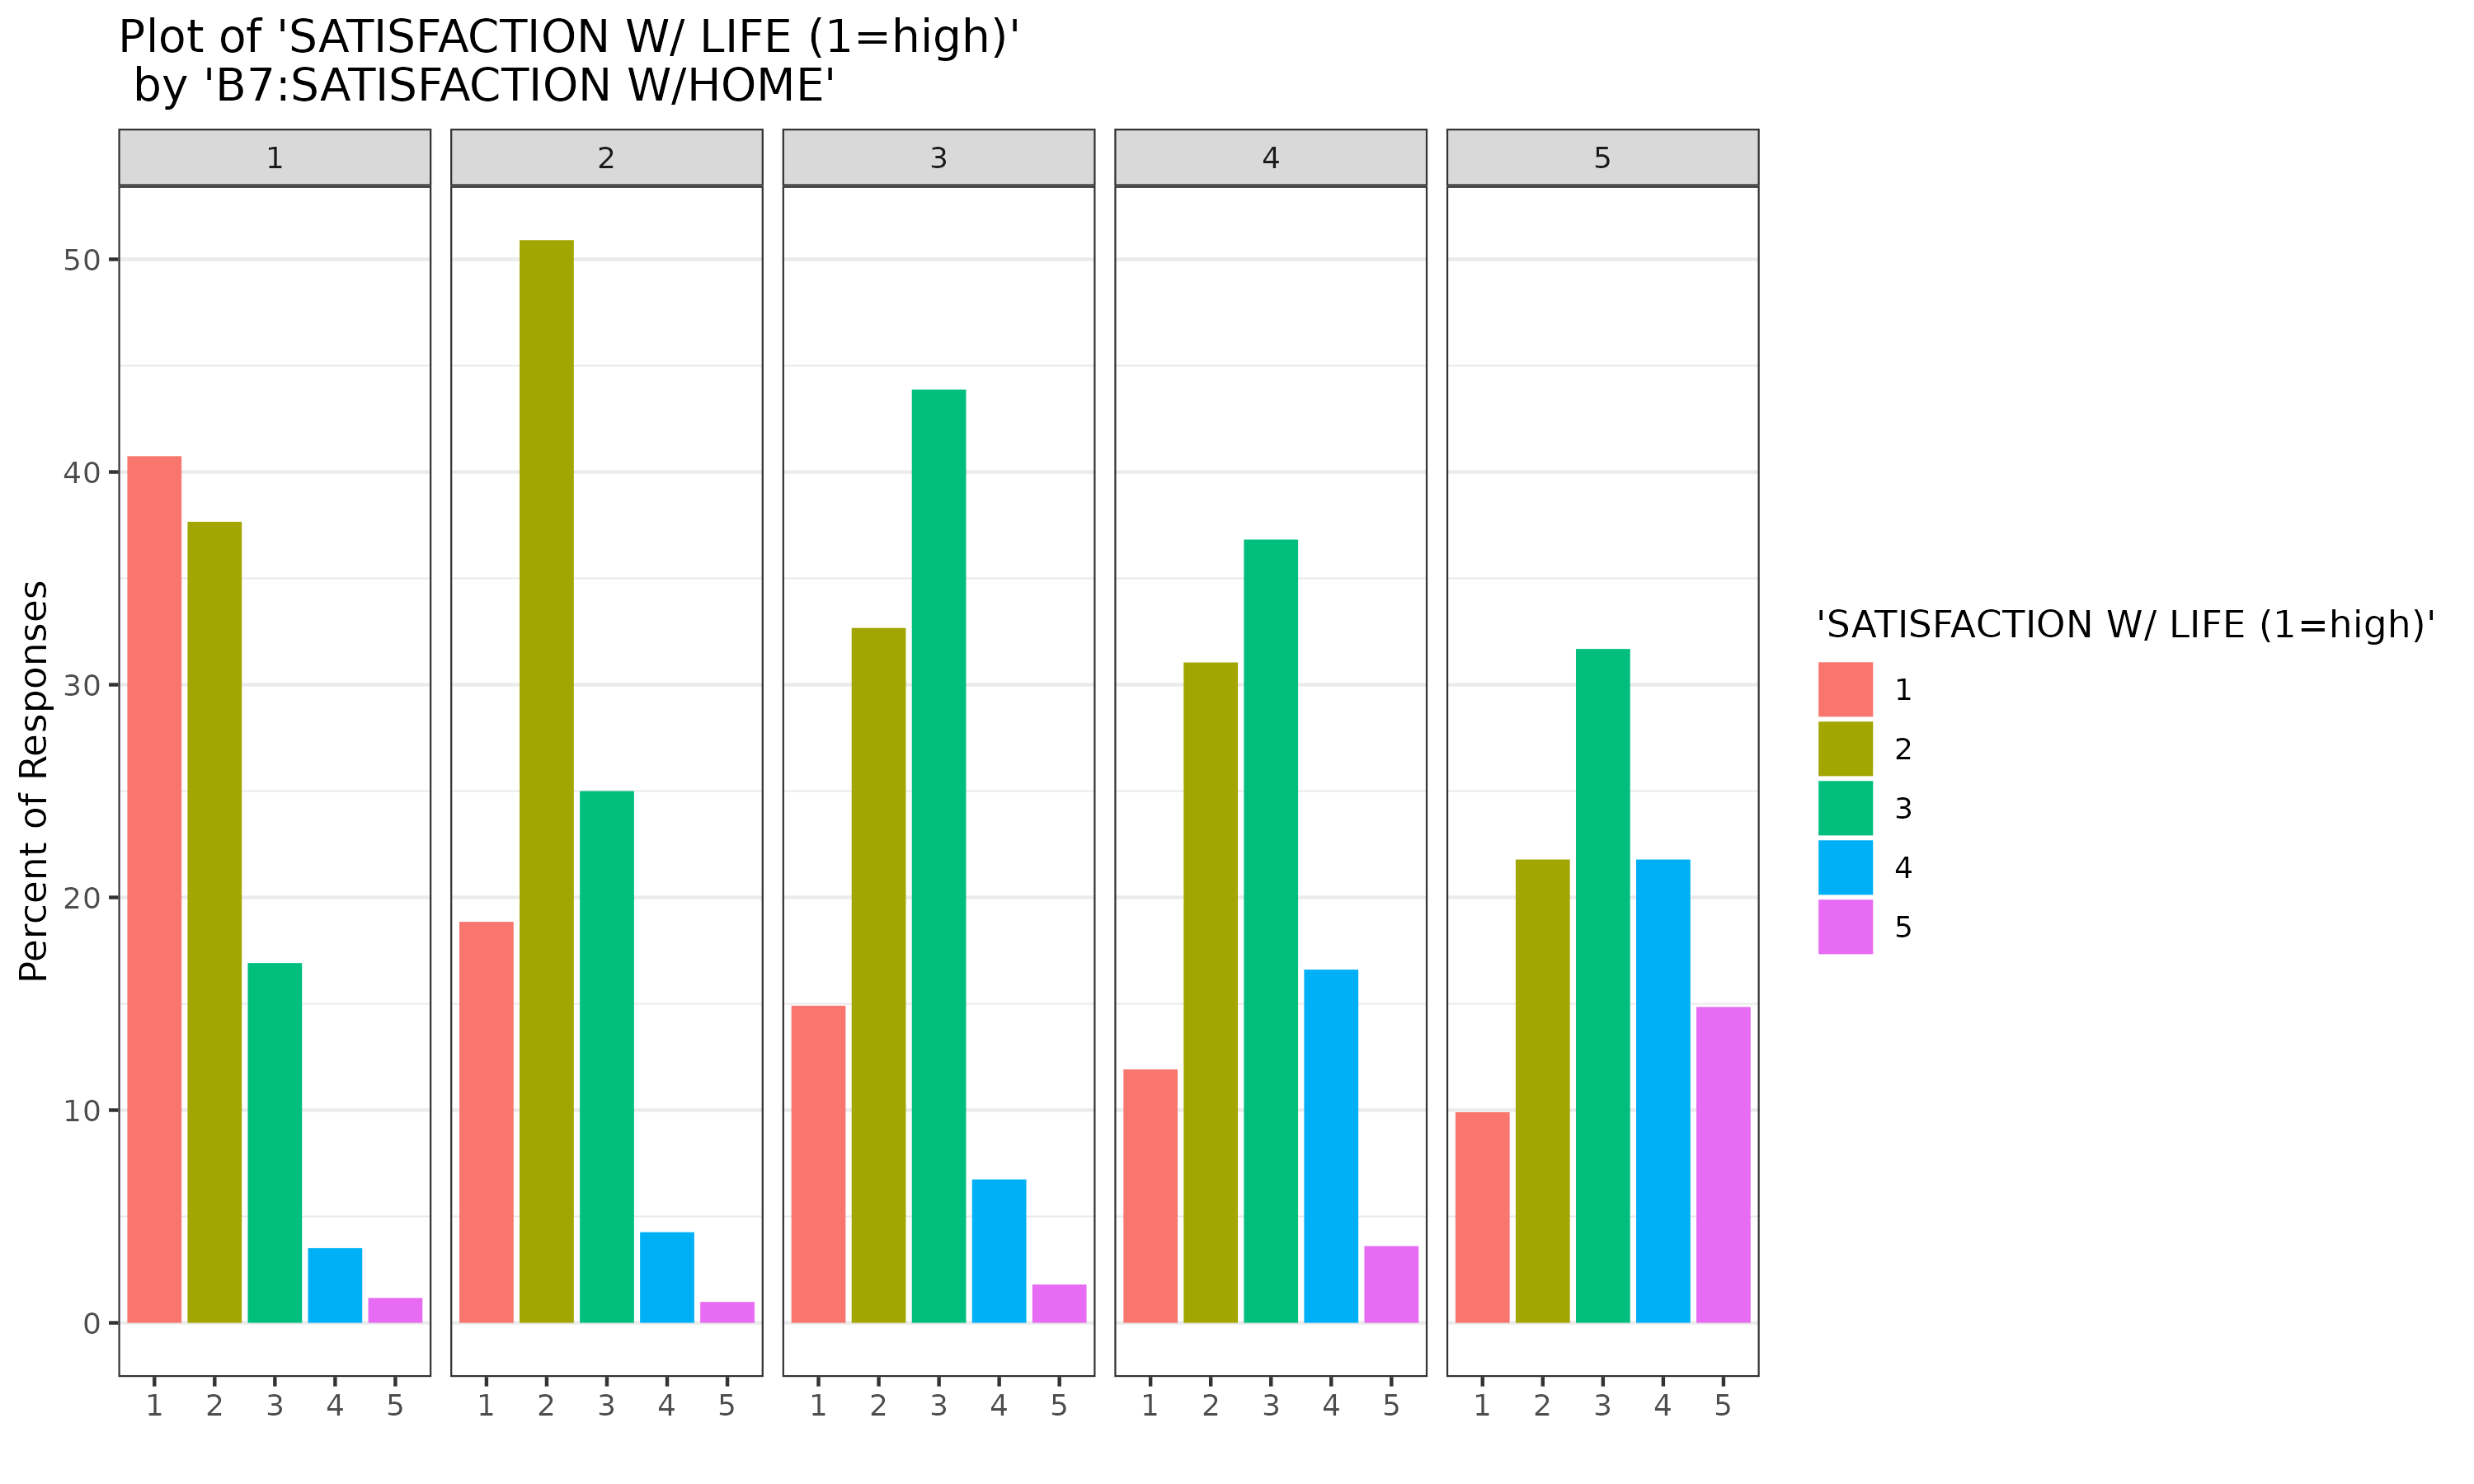 Plot of 'SATISFACTION W/ LIFE (1=high)'
by 'B7:SATISFACTION W/HOME'
1 2 3 4 5
50
40
30
20
10
0
Percent of Responses
1 2 3 4 5 1 2 3 4 5 1 2 3 4 5 1 2 3 4 5 1 2 3 4 5
'SATISFACTION W/ LIFE (1=high)'
1
2
3
4
5